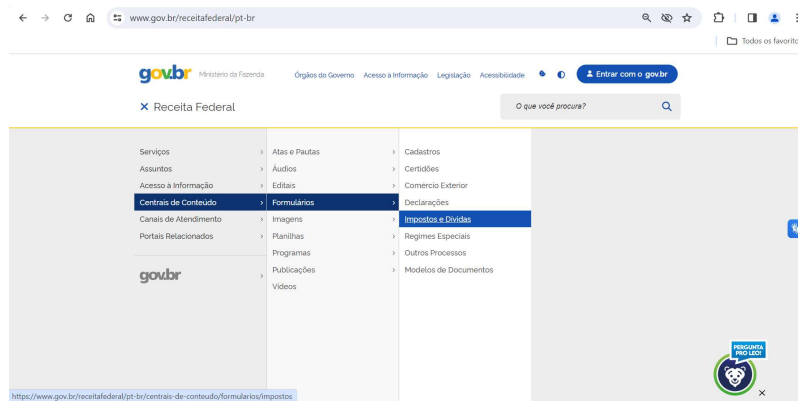 www.gov.br/receitafederal/pt-br
Todos os favorito
gov.br Ministério da Fazenda Órgãos do Governo Acesso à Informação Legislação Acessibilidade Entrar com o gov.br
Receita Federal O que você procura?
Serviços Atas e Pautas Cadastros
Assuntos Áudios Certidões
Acesso à Informação Editais Comércio Exterior
Centrais de Conteúdo Formulários Declarações
Canais de Atendimento Imagens Impostos e Dívidas
Portais Relacionados Planilhas Regimes Especiais
Programas Outros Processos
gov.br Publicações Modelos de Documentos
Vídeos
PERGUNTA
PRO LEO!
https://www.gov.br/receitafederal/pt-br/centrais-de-conteudo/formularios/impostos